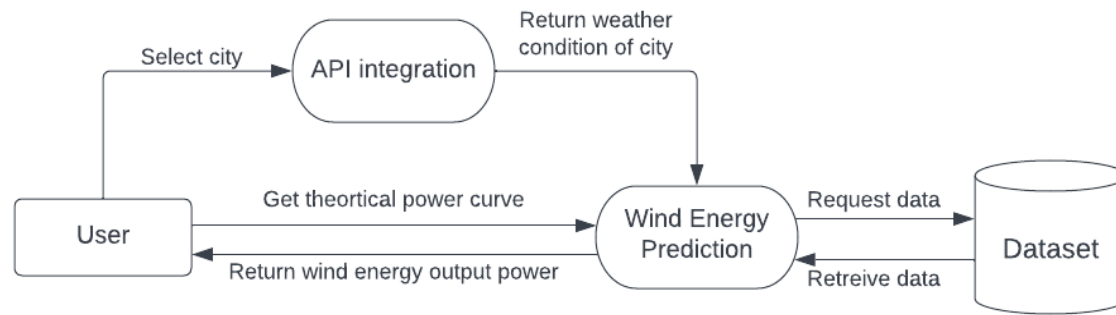 Return weather
condition of city
Select city
API integration
Get theortical power curve
Request data
Wind Energy
Prediction
User
Dataset
Return wind energy output power
Retreive data